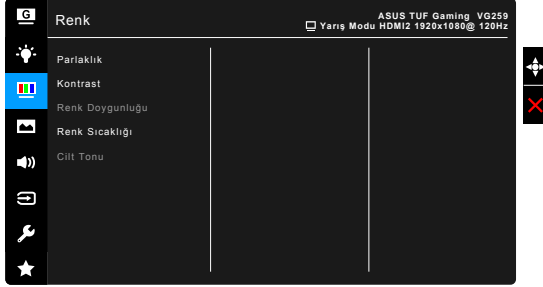 G
Renk
ASUS TUF Gaming VG259
Yarış Modu HDMI2 1920x1080@ 120Hz
Parlaklık
Kontrast
Renk Doygunluğu
Renk Sıcaklığı
Cilt Tonu